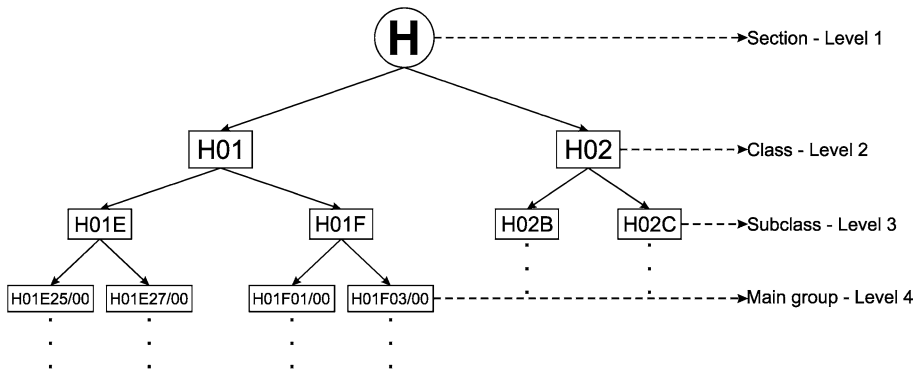 H
Section - Level 1
H01
H02
Class - Level 2
H01E
H01F
H02B
H02C
Subclass - Level 3
H01E25/00
H01E27/00
H01F01/00
H01F03/00
Main group - Level 4